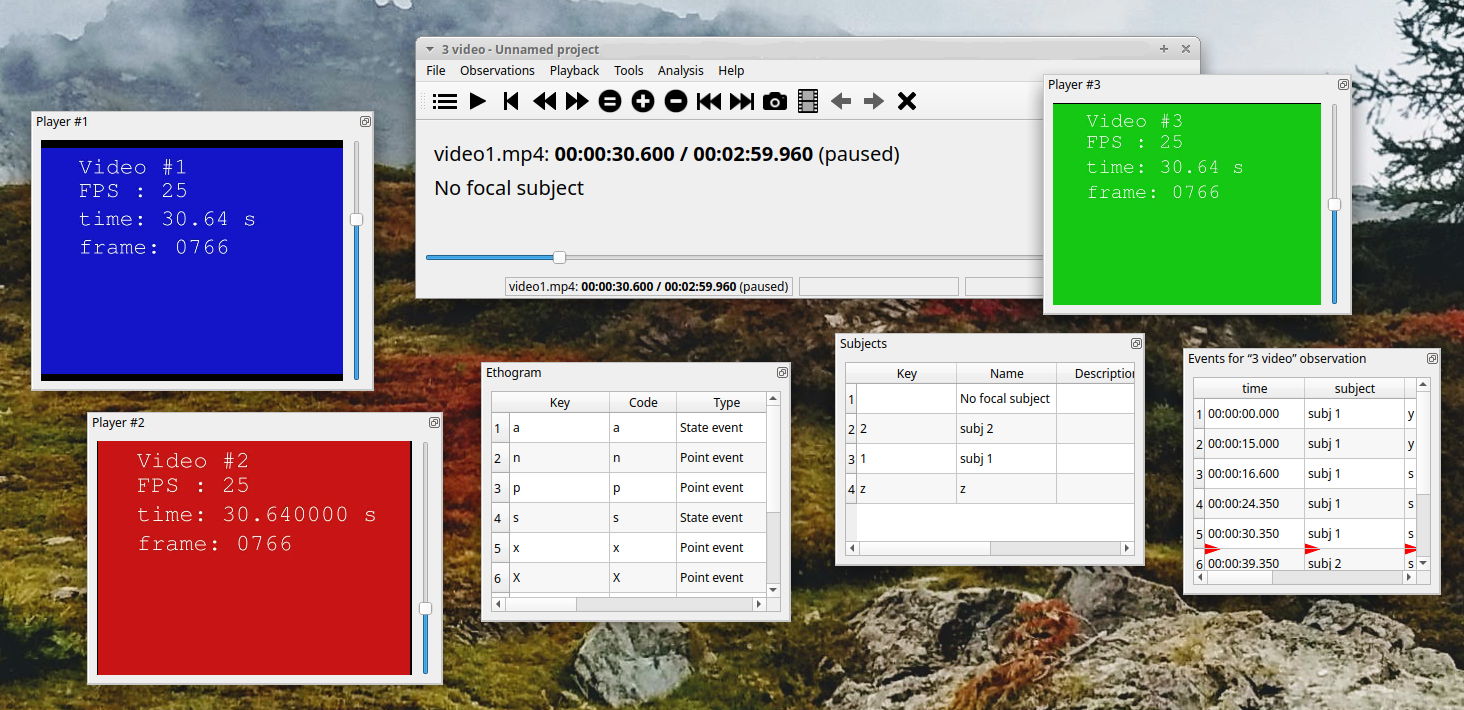 3 video - Unnamed project
File Observations Playback Tools Analysis Help
video1.mp4: 00:00:30.600 / 00:02:59.960 (paused)
No focal subject
video1.mp4: 00:00:30.600 / 00:02:59.960 (paused)
Player #1
Video #1
FPS : 25
time: 30.64 s
frame: 0766
Player #3
Video #3
FPS : 25
time: 30.64 s
frame: 0766
Player #2
Video #2
FPS : 25
time: 30.640000 s
frame: 0766
Ethogram
Key Code Type
1 a a State event
2 n n Point event
3 p p Point event
4 s s State event
5 x x Point event
6 X X Point event
Subjects
Key Name Description
1 No focal subject
2 2 subj 2
3 1 subj 1
4 z z
Events for “3 video” observation
time subject
1 00:00:00.000 subj 1 y
2 00:00:15.000 subj 1 y
3 00:00:16.600 subj 1 s
4 00:00:24.350 subj 1 s
5 00:00:30.350 subj 1 s
6 00:00:39.350 subj 2 s